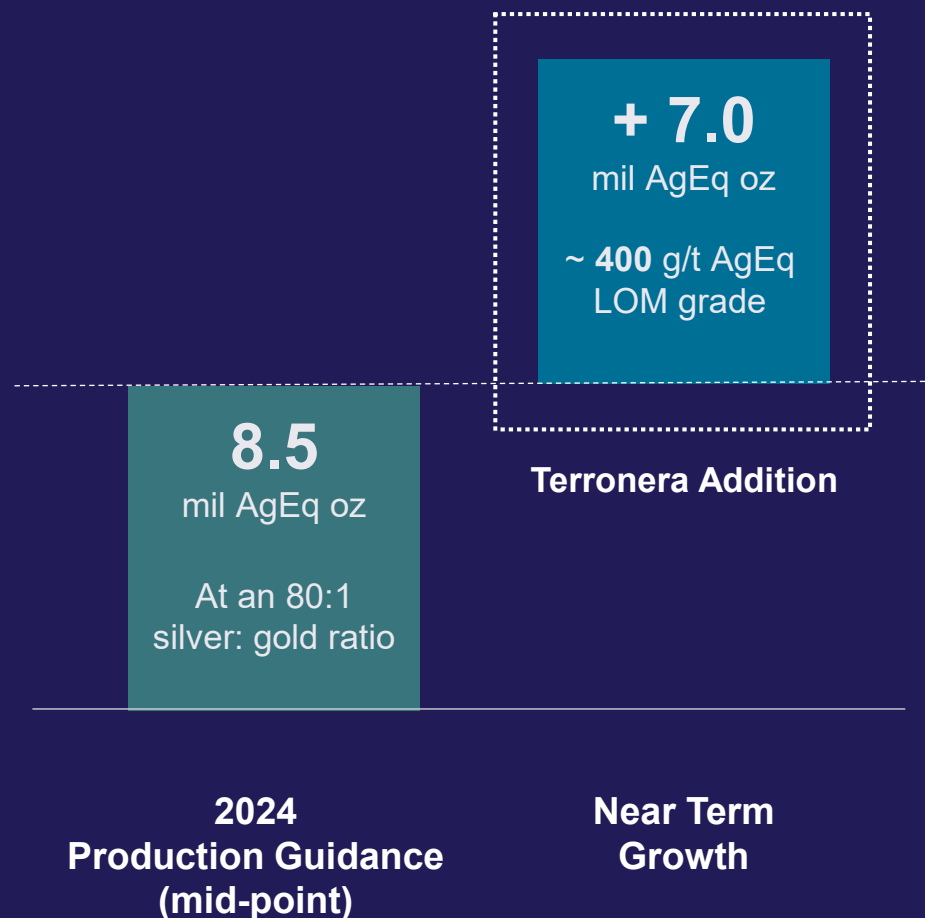 + 7.0
mil AgEq oz
~ 400 g/t AgEq
LOM grade
8.5
mil AgEq oz
At an 80:1
silver: gold ratio
Terronera Addition
2024
Production Guidance
(mid-point)
Near Term
Growth